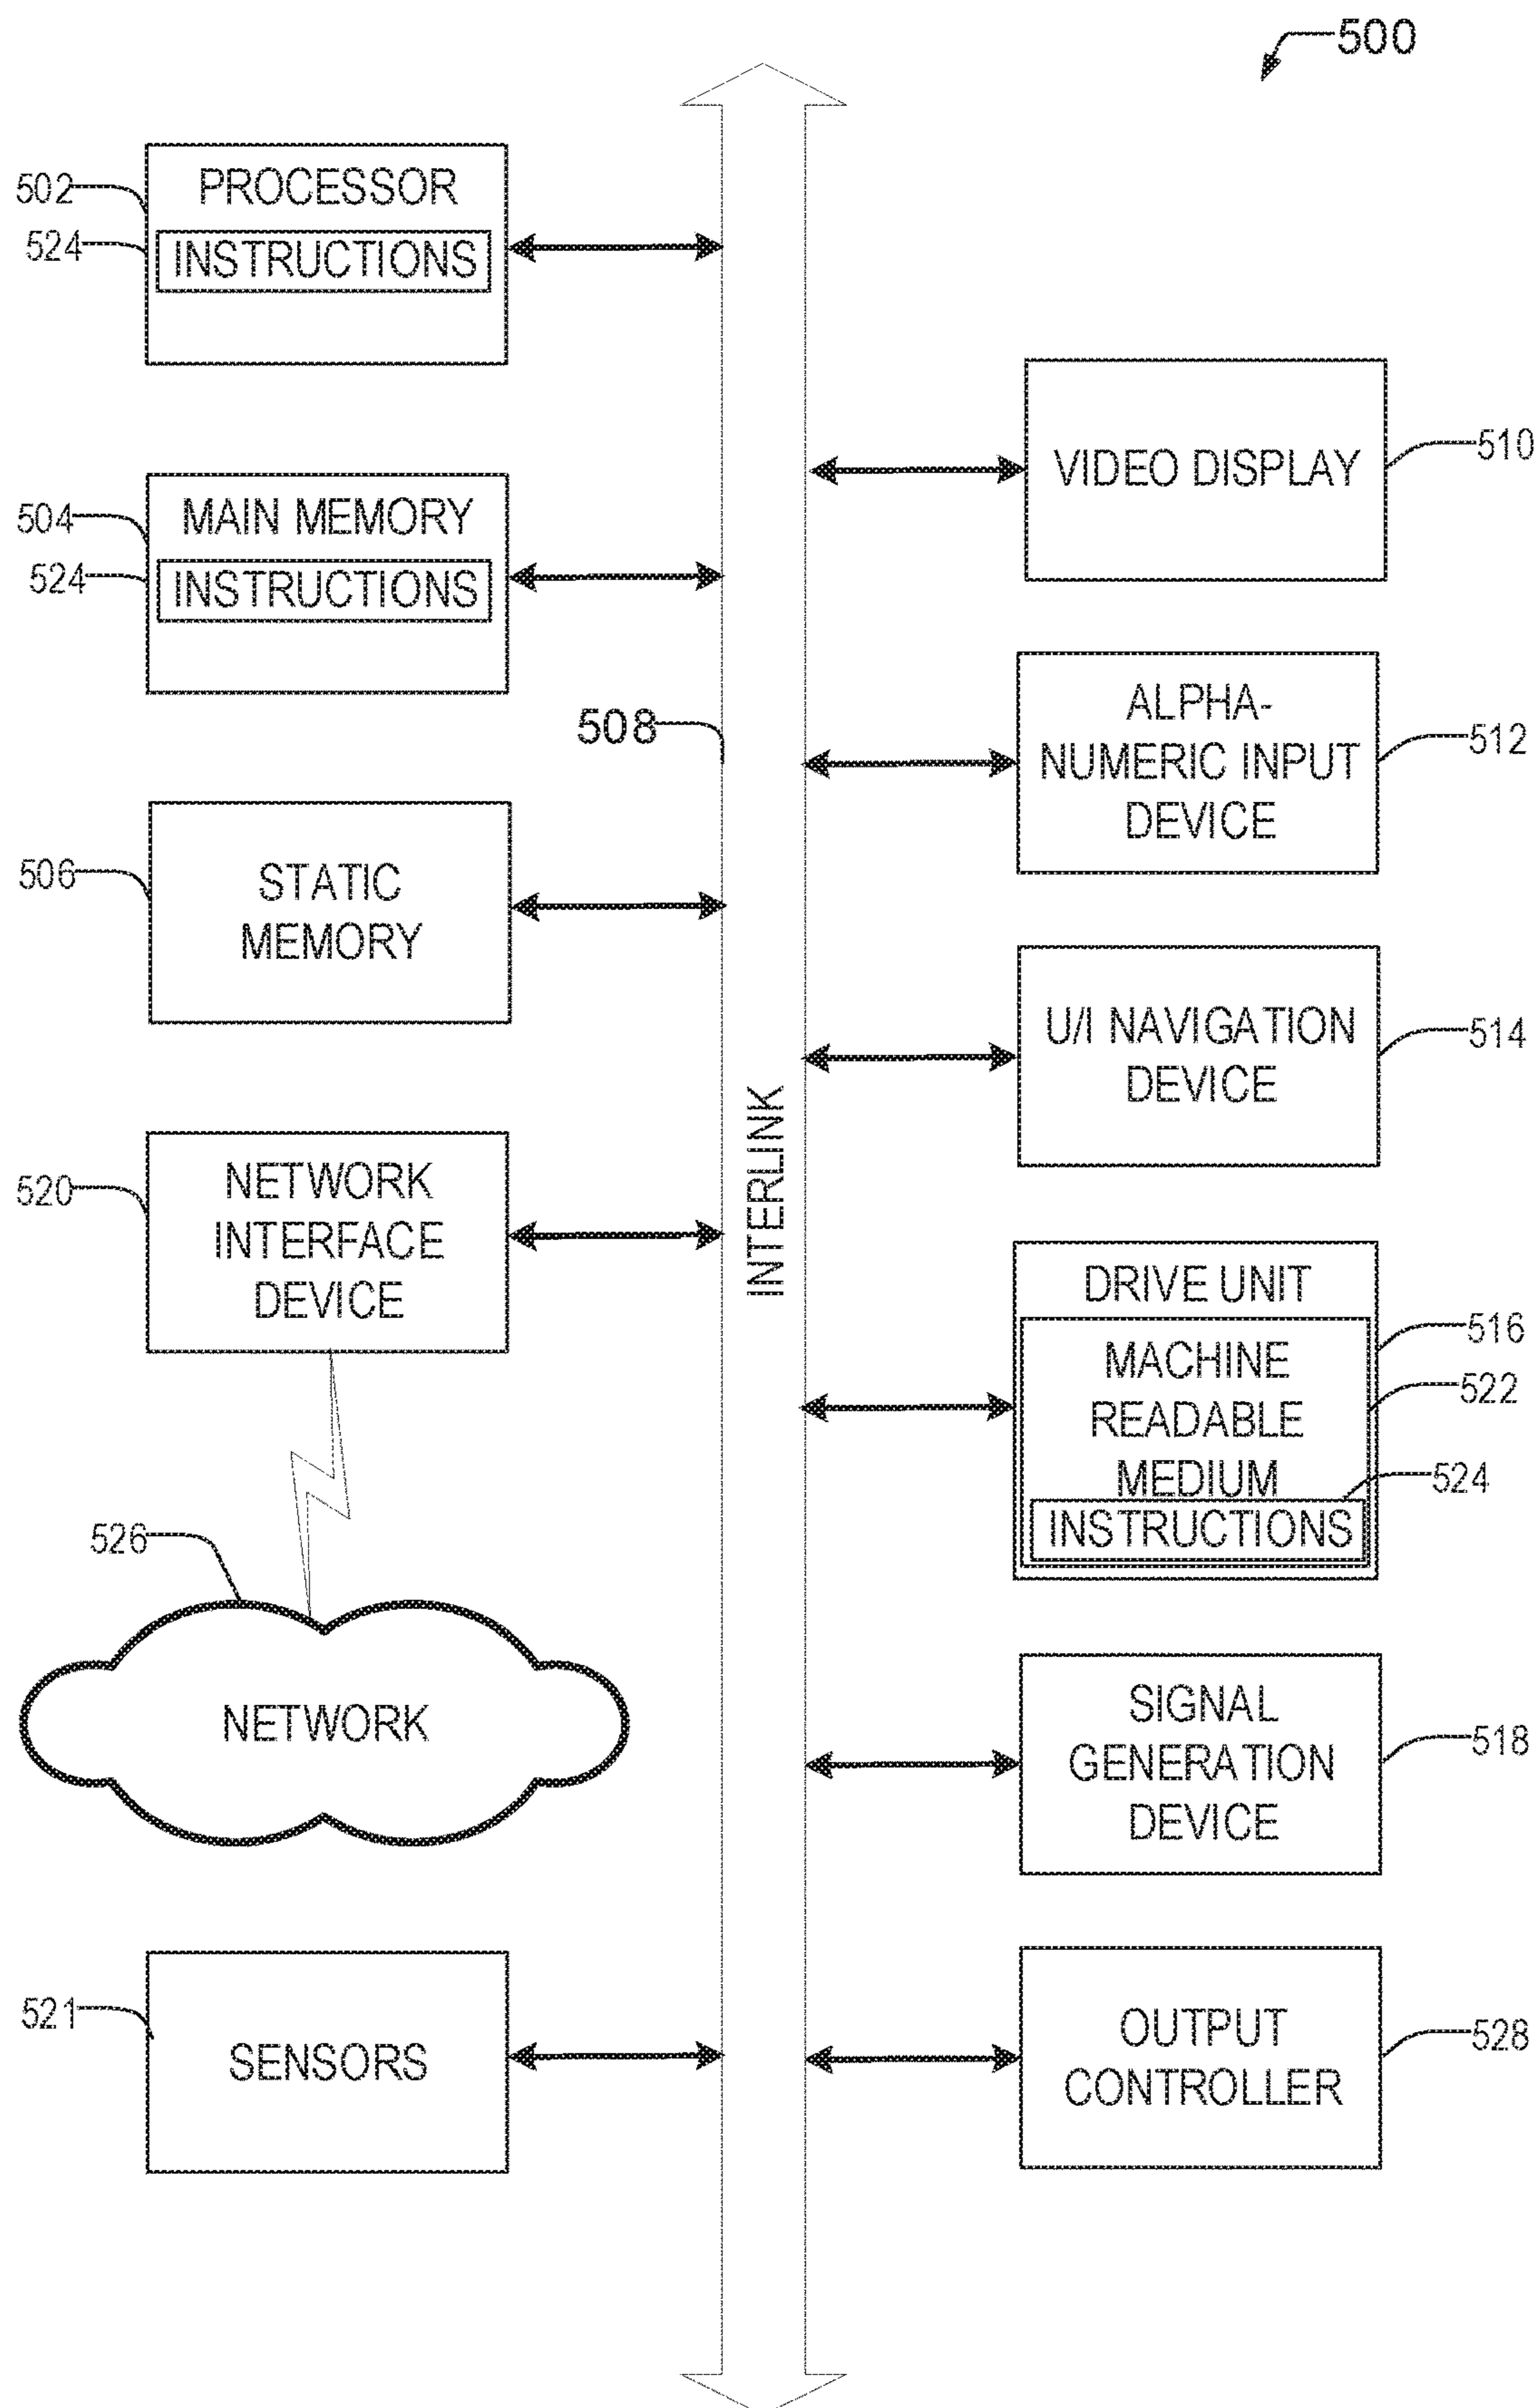 500
502
PROCESSOR
524
INSTRUCTIONS
504
MAIN MEMORY
524
INSTRUCTIONS
508
506
STATIC
MEMORY
520
NETWORK
INTERFACE
DEVICE
526
NETWORK
521
SENSORS
INTERLINK
VIDEO DISPLAY
510
ALPHA-
NUMERIC INPUT
DEVICE
512
U/I NAVIGATION
DEVICE
514
DRIVE UNIT
516
MACHINE
READABLE
MEDIUM
522
524
INSTRUCTIONS
SIGNAL
GENERATION
DEVICE
518
OUTPUT
CONTROLLER
528